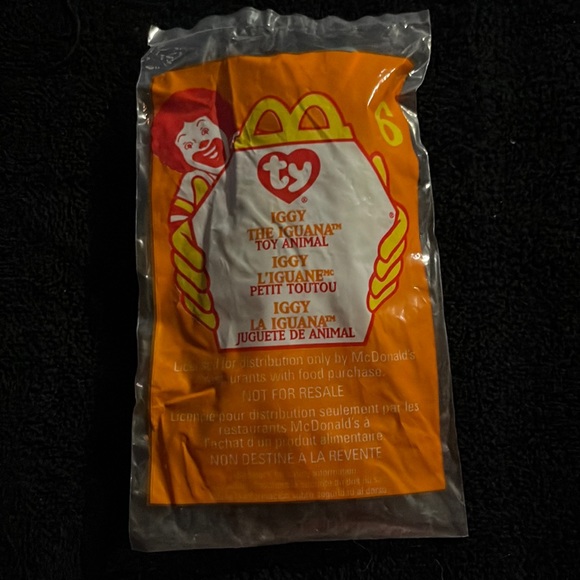 6
ty
®
IGGY
THE IGUANA™
TOY ANIMAL
IGGY
L'IGUANEᴹᶜ
PETIT TOUTOU
IGGY
LA IGUANA™
JUGUETE DE ANIMAL
®
for distribution only by McDonald's
with food purchase.
NOT FOR RESALE
pour distribution seulement par les
restaurants McDonald's à
l'achat d'un produit alimentaire.
NON DESTINÉ À LA REVENTE